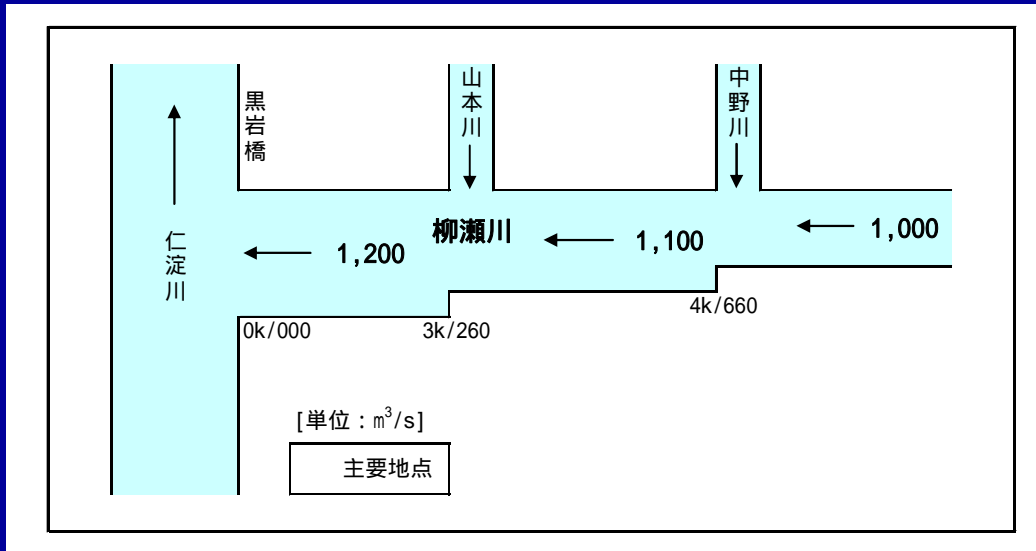 黒岩橋
山本川
中野川
仁淀川
柳瀬川
1,200
1,100
1,000
0k/000
3k/260
4k/660
[単位：m³/s]
主要地点